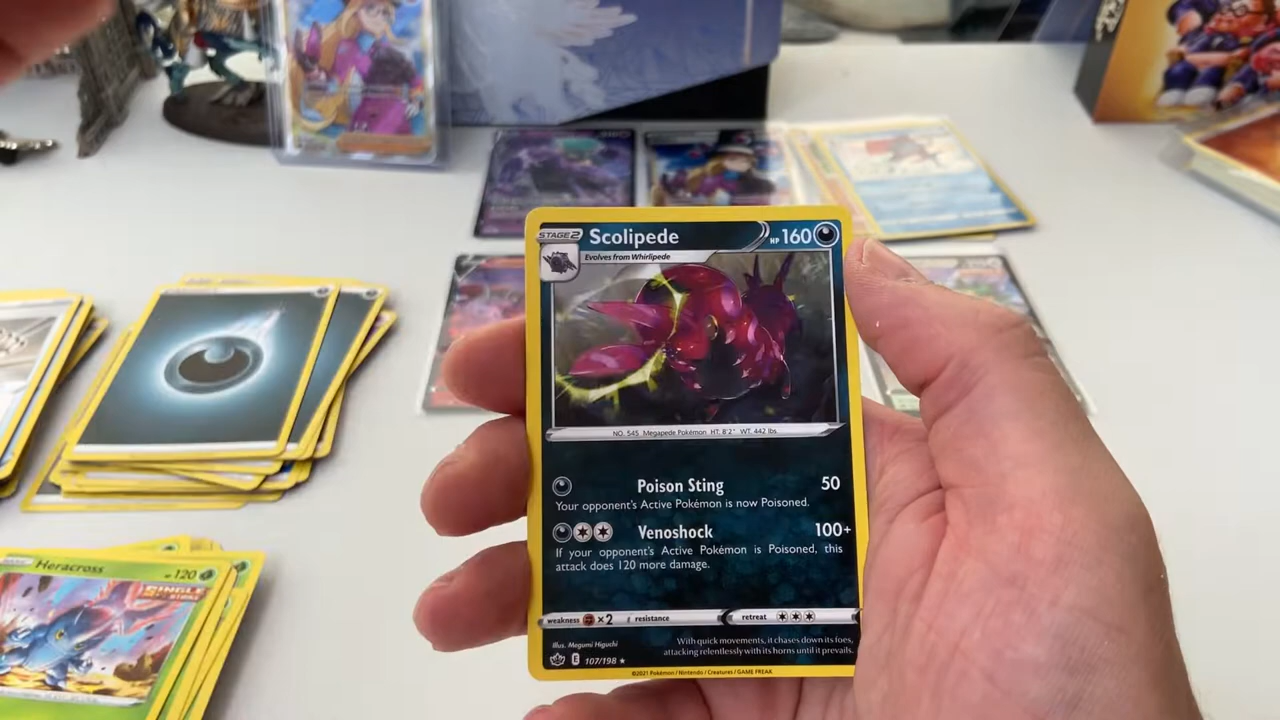 STAGE2
Scolipede
HP 160
Evolves from Whirlipede
NO. 545 Megapede Pokémon HT: 8'2" WT: 442 lbs.
Poison Sting 50
Your opponent's Active Pokémon is now Poisoned.
Venoshock 100+
If your opponent's Active Pokémon is Poisoned, this
attack does 120 more damage.
weakness ×2 resistance retreat
Illus. Megumi Higuchi
With quick movements, it chases down its foes,
attacking relentlessly with its horns until it prevails.
E 107/198 ★
©2021 Pokémon / Nintendo / Creatures / GAME FREAK
Heracross
HP 120
SINGLE